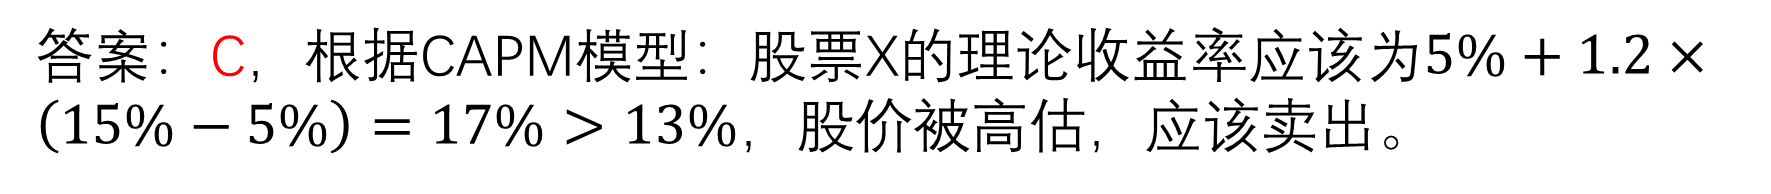 答案：C，根据CAPM模型：股票X的理论收益率应该为5% + 1.2 ×
(15% − 5%) = 17% > 13%，股价被高估，应该卖出。